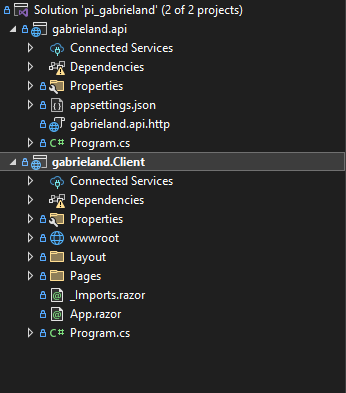 Solution 'pi_gabrieland' (2 of 2 projects)
gabrieland.api
Connected Services
Dependencies
Properties
appsettings.json
gabrieland.api.http
C# Program.cs
gabrieland.Client
Connected Services
Dependencies
Properties
wwwroot
Layout
Pages
_Imports.razor
App.razor
C# Program.cs